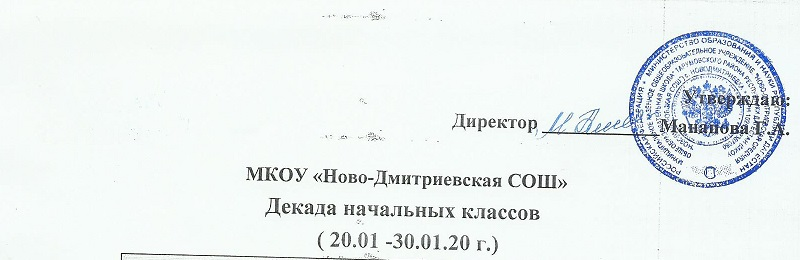 Утверждаю:
Директор Манапова Г.А.
МКОУ «Ново-Дмитриевская СОШ»
Декада начальных классов
( 20.01 -30.01.20 г.)